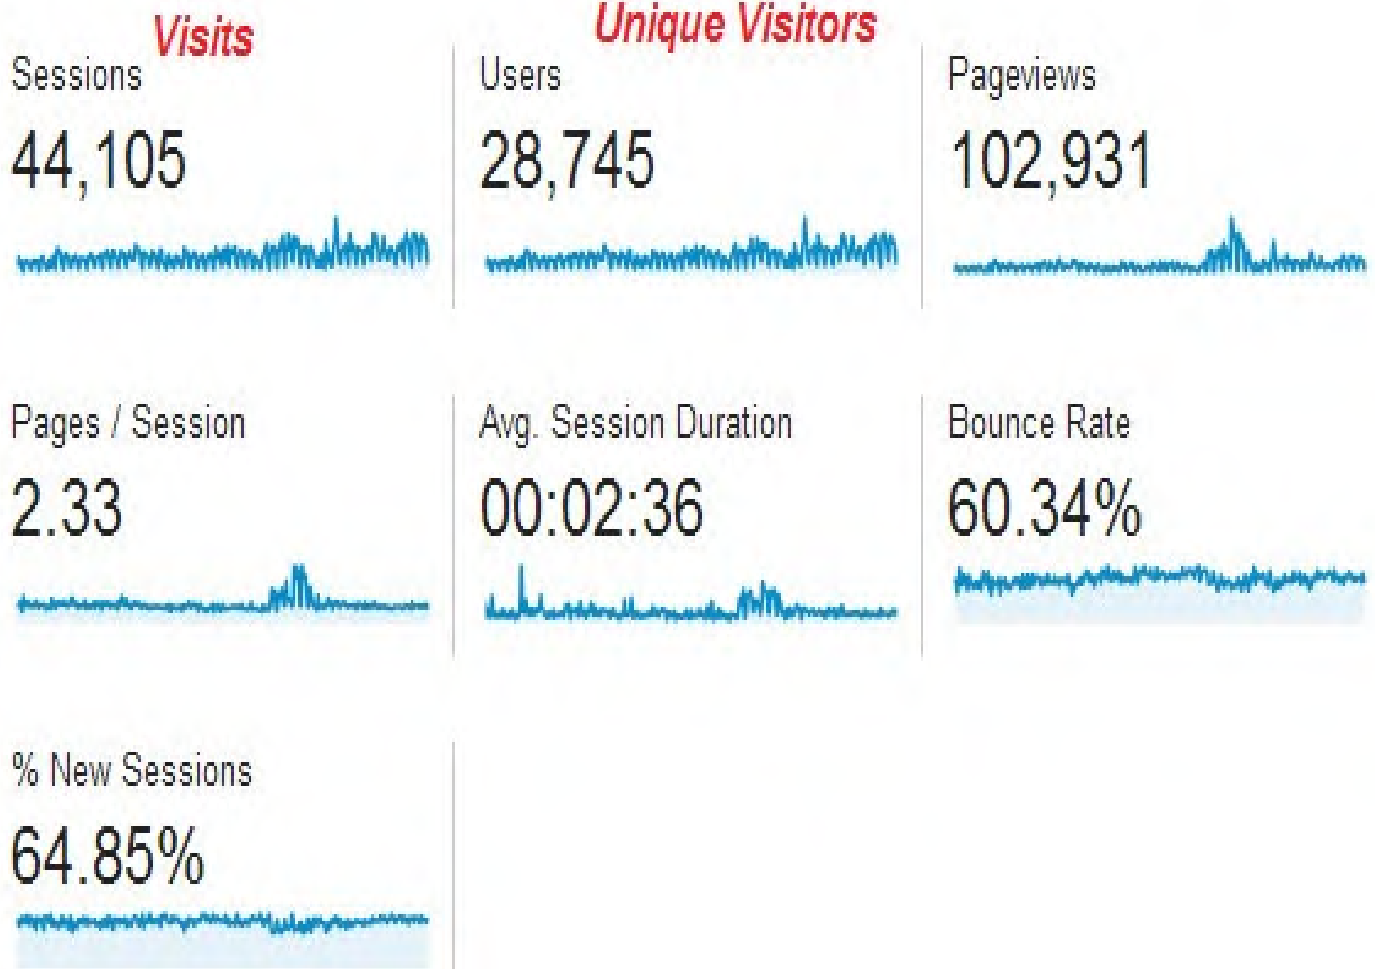 Visits
Unique Visitors
Sessions
44,105
Users
28,745
Pageviews
102,931
Pages / Session
2.33
Avg. Session Duration
00:02:36
Bounce Rate
60.34%
% New Sessions
64.85%